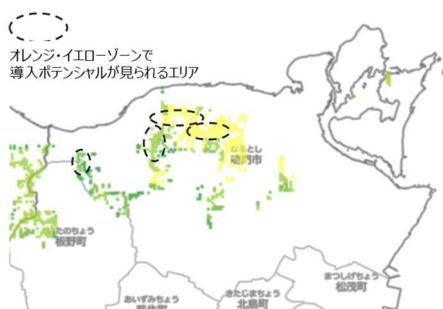 オレンジ・イエローゾーンで
導入ポテンシャルが見られるエリア
なるとし
鳴門市
いたのちょう
板野町
あいずみちょう
きたじまちょう
北島町
まつしげちょう
松茂町